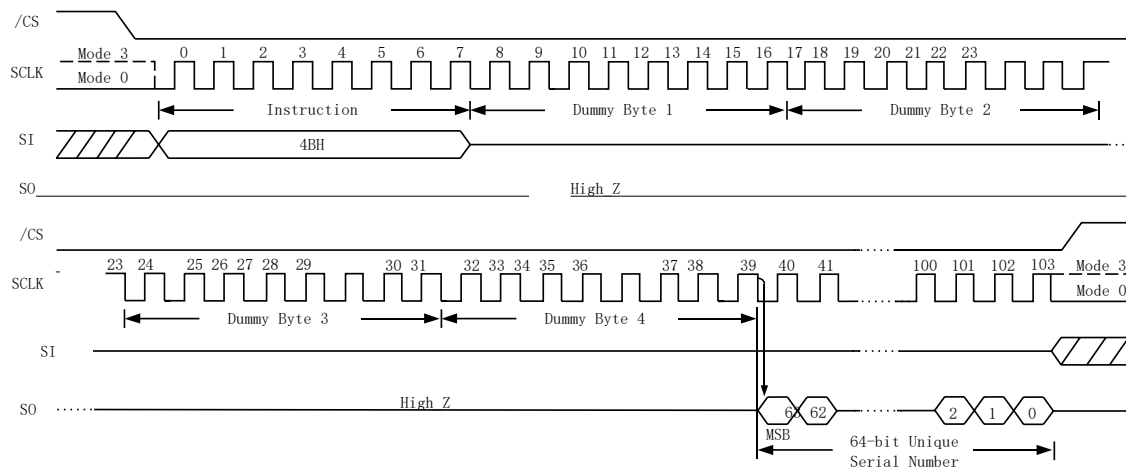 /CS
Mode 3 0 1 2 3 4 5 6 7 8 9 10 11 12 13 14 15 16 17 18 19 20 21 22 23
SCLK
Mode 0
Instruction Dummy Byte 1 Dummy Byte 2
SI
4BH
SO High Z
/CS
23 24 25 26 27 28 29 30 31 32 33 34 35 36 37 38 39 40 41 100 101 102 103 Mode 3
SCLK
Mode 0
Dummy Byte 3 Dummy Byte 4
SI
High Z
SO 63 62 2 1 0
MSB
64-bit Unique
Serial Number